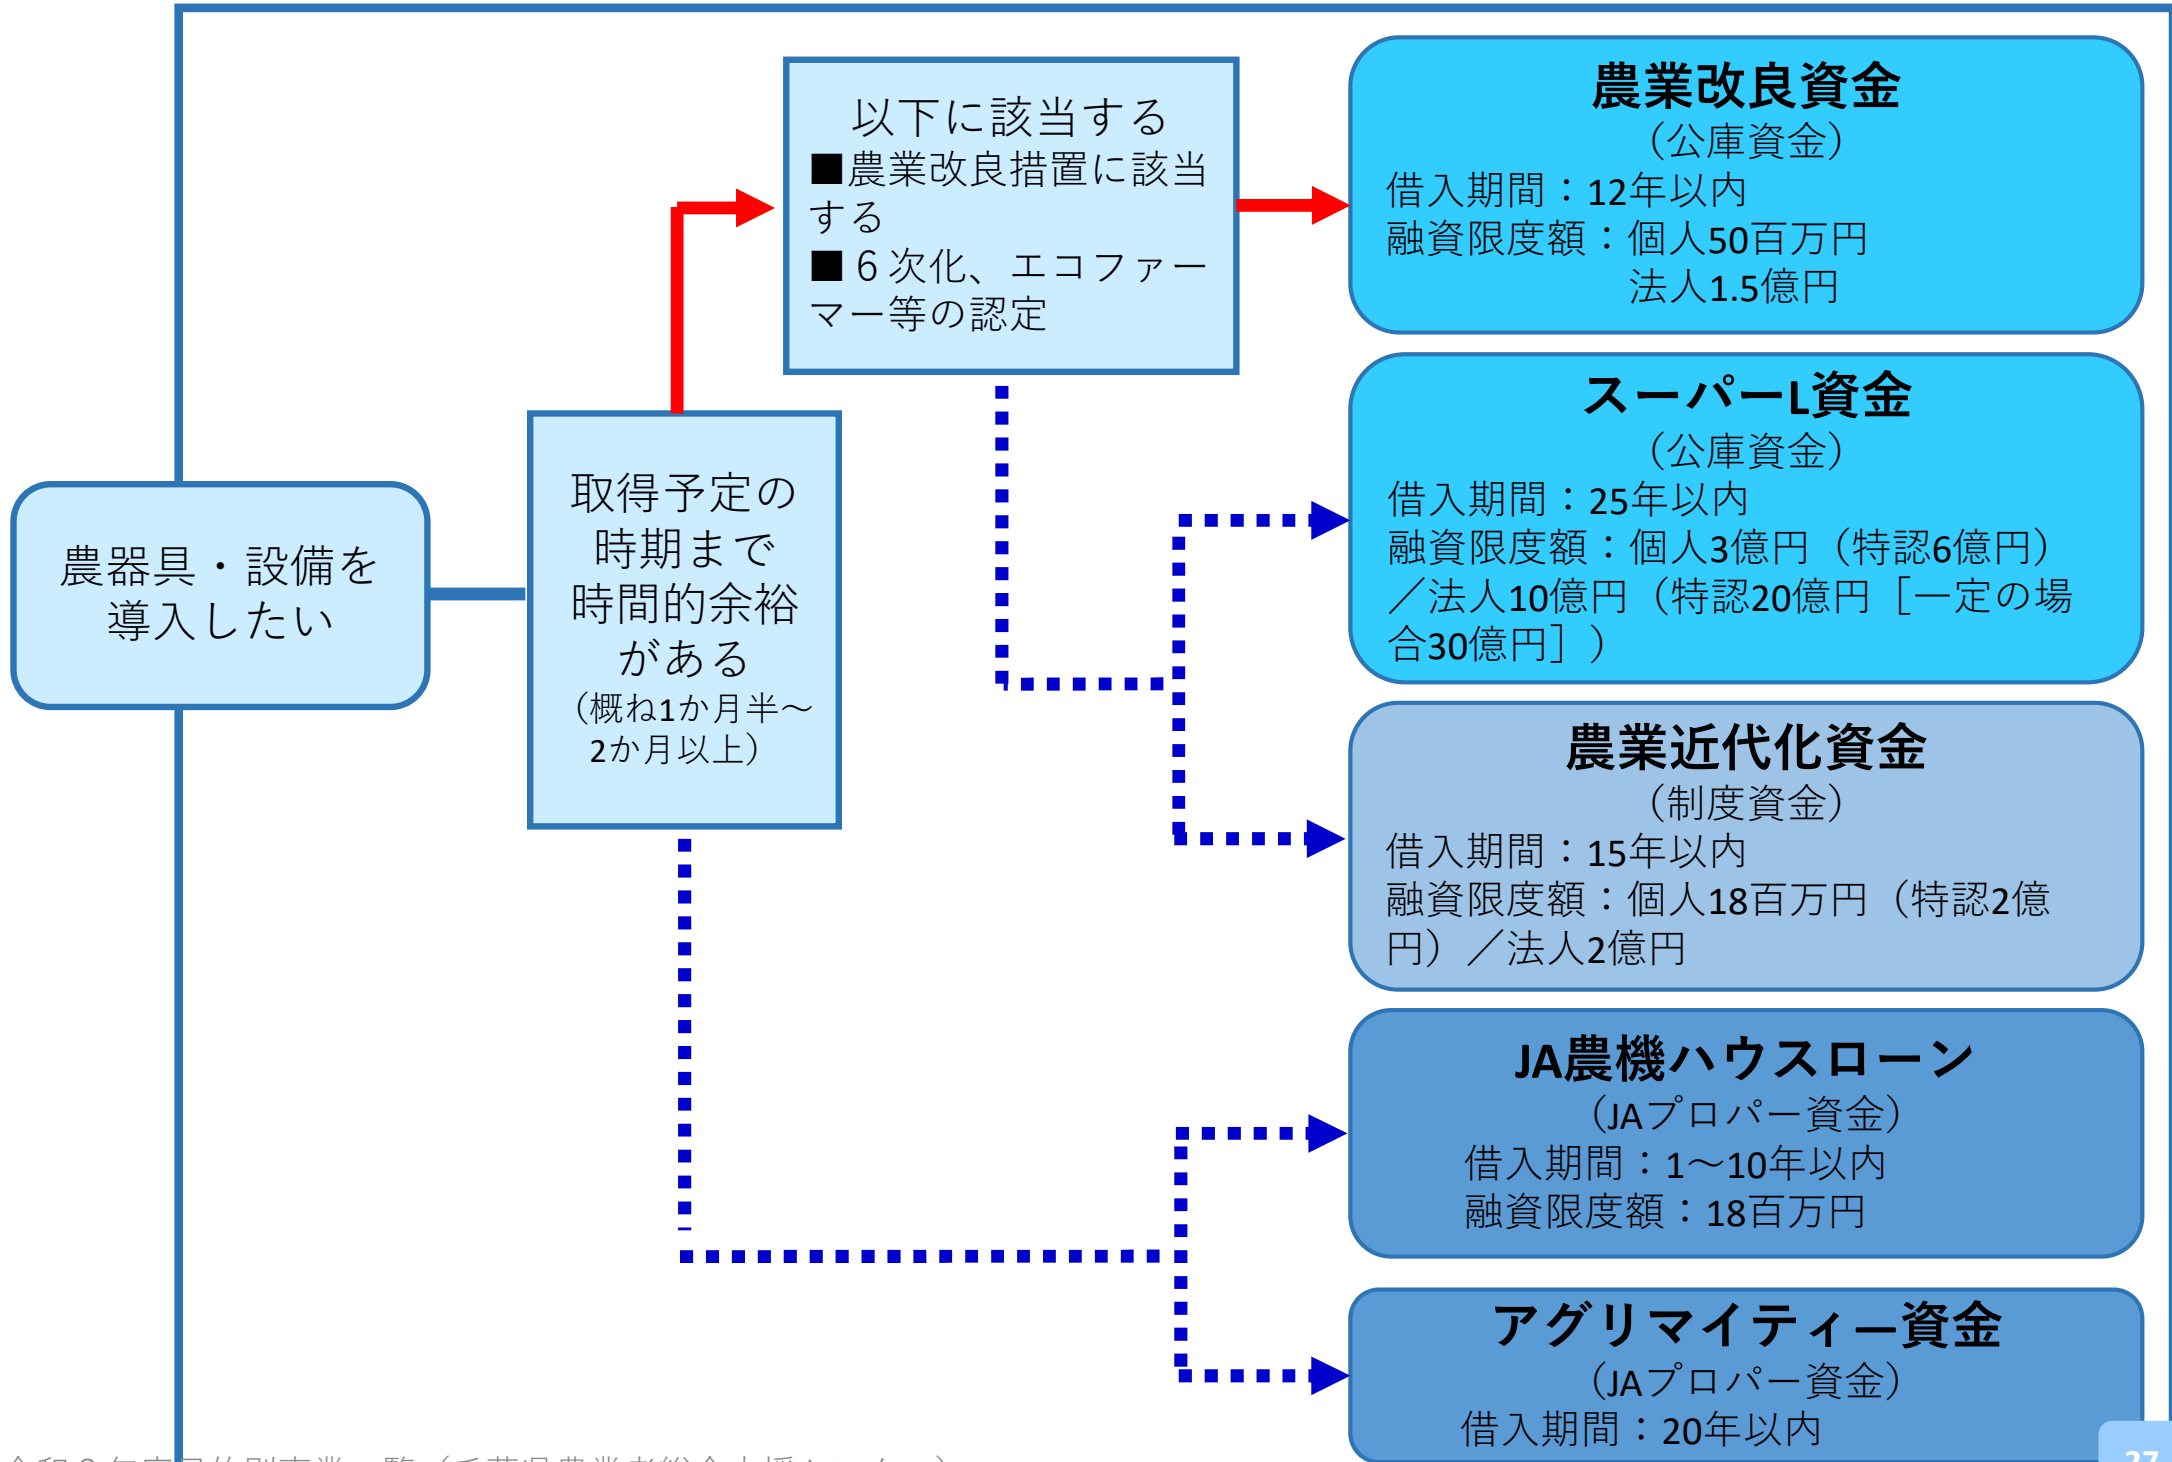 農器具・設備を
導入したい
取得予定の
時期まで
時間的余裕
がある
（概ね1か月半～
2か月以上）
以下に該当する
■農業改良措置に該当
する
■６次化、エコファー
マー等の認定
農業改良資金
（公庫資金）
借入期間：12年以内
融資限度額：個人50百万円
法人1.5億円
スーパーL資金
（公庫資金）
借入期間：25年以内
融資限度額：個人3億円（特認6億円）
／法人10億円（特認20億円［一定の場
合30億円］）
農業近代化資金
（制度資金）
借入期間：15年以内
融資限度額：個人18百万円（特認2億
円）／法人2億円
JA農機ハウスローン
（JAプロパー資金）
借入期間：1～10年以内
融資限度額：18百万円
アグリマイティー資金
（JAプロパー資金）
借入期間：20年以内
27